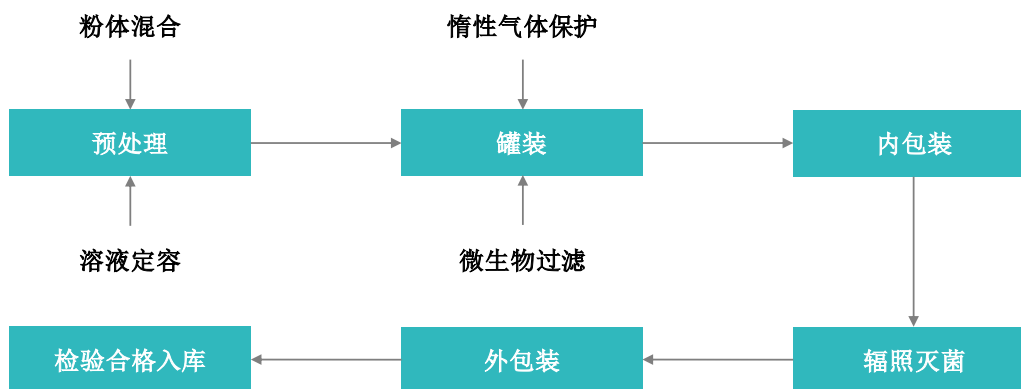 粉体混合
惰性气体保护
预处理
罐装
内包装
溶液定容
微生物过滤
检验合格入库
外包装
辐照灭菌